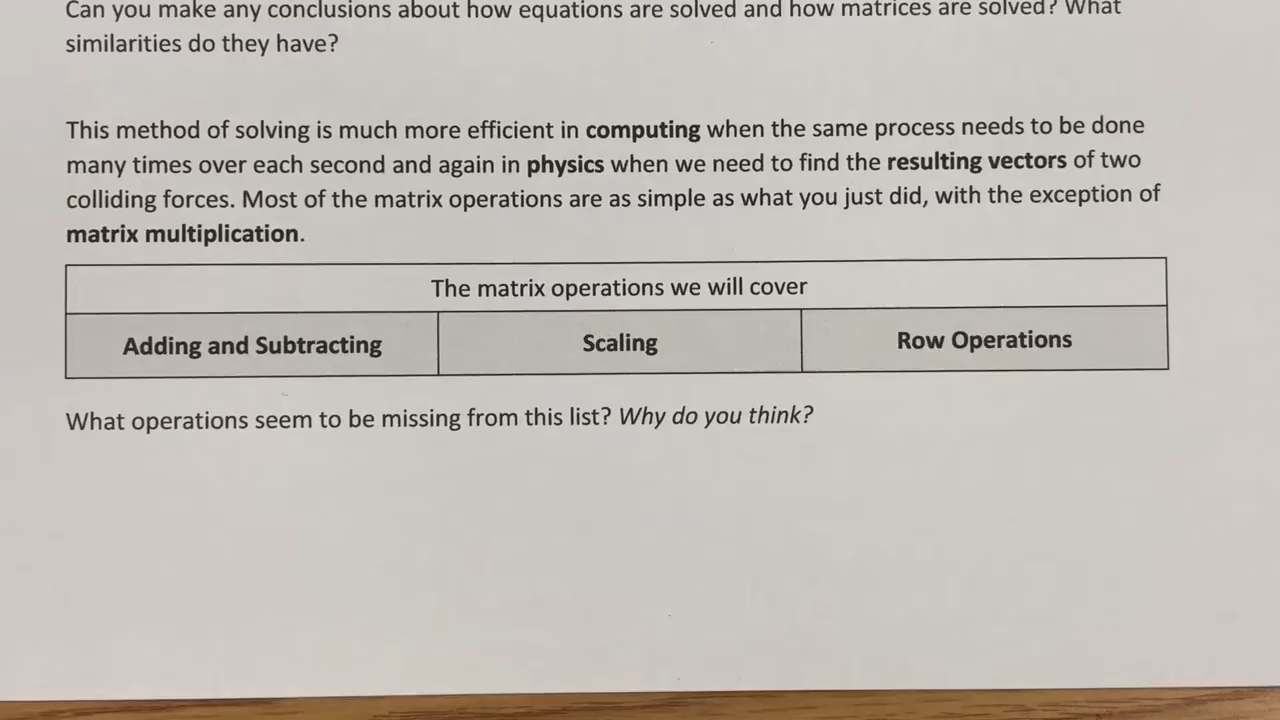 Can you make any conclusions about how equations are solved and how matrices are solved? What
similarities do they have?
This method of solving is much more efficient in computing when the same process needs to be done
many times over each second and again in physics when we need to find the resulting vectors of two
colliding forces. Most of the matrix operations are as simple as what you just did, with the exception of
matrix multiplication.
The matrix operations we will cover
Adding and Subtracting
Scaling
Row Operations
What operations seem to be missing from this list? Why do you think?